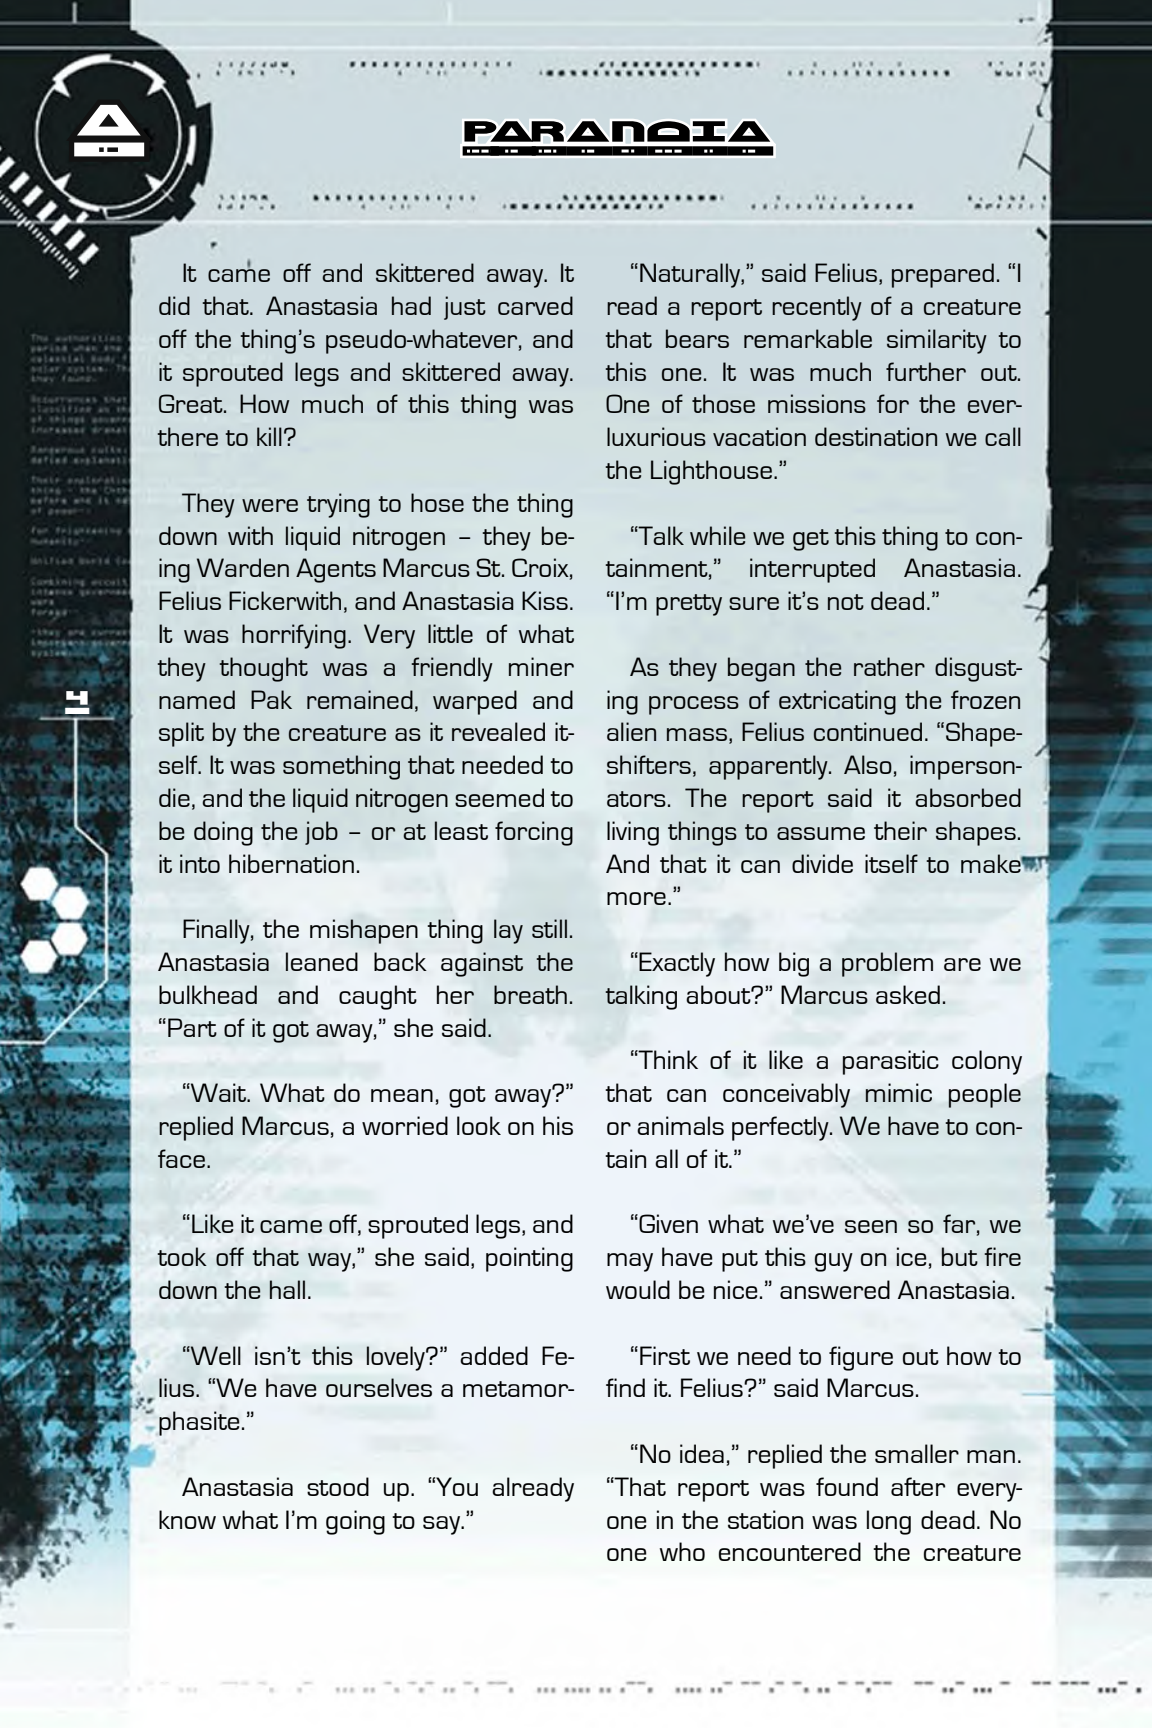 PARANOIA
It came off and skittered away. It
did that. Anastasia had just carved
off the thing’s pseudo-whatever, and
it sprouted legs and skittered away.
Great. How much of this thing was
there to kill?
They were trying to hose the thing
down with liquid nitrogen – they be-
ing Warden Agents Marcus St. Croix,
Felius Fickerwith, and Anastasia Kiss.
It was horrifying. Very little of what
they thought was a friendly miner
named Pak remained, warped and
split by the creature as it revealed it-
self. It was something that needed to
die, and the liquid nitrogen seemed to
be doing the job – or at least forcing
it into hibernation.
Finally, the mishapen thing lay still.
Anastasia leaned back against the
bulkhead and caught her breath.
“Part of it got away,” she said.
“Wait. What do mean, got away?”
replied Marcus, a worried look on his
face.
“Like it came off, sprouted legs, and
took off that way,” she said, pointing
down the hall.
“Well isn’t this lovely?” added Fe-
lius. “We have ourselves a metamor-
phasite.”
Anastasia stood up. “You already
know what I’m going to say.”
“Naturally,” said Felius, prepared. “I
read a report recently of a creature
that bears remarkable similarity to
this one. It was much further out.
One of those missions for the ever-
luxurious vacation destination we call
the Lighthouse.”
“Talk while we get this thing to con-
tainment,” interrupted Anastasia.
“I’m pretty sure it’s not dead.”
As they began the rather disgust-
ing process of extricating the frozen
alien mass, Felius continued. “Shape-
shifters, apparently. Also, imperson-
ators. The report said it absorbed
living things to assume their shapes.
And that it can divide itself to make
more.”
“Exactly how big a problem are we
talking about?” Marcus asked.
“Think of it like a parasitic colony
that can conceivably mimic people
or animals perfectly. We have to con-
tain all of it.”
“Given what we’ve seen so far, we
may have put this guy on ice, but fire
would be nice.” answered Anastasia.
“First we need to figure out how to
find it. Felius?” said Marcus.
“No idea,” replied the smaller man.
“That report was found after every-
one in the station was long dead. No
one who encountered the creature
4